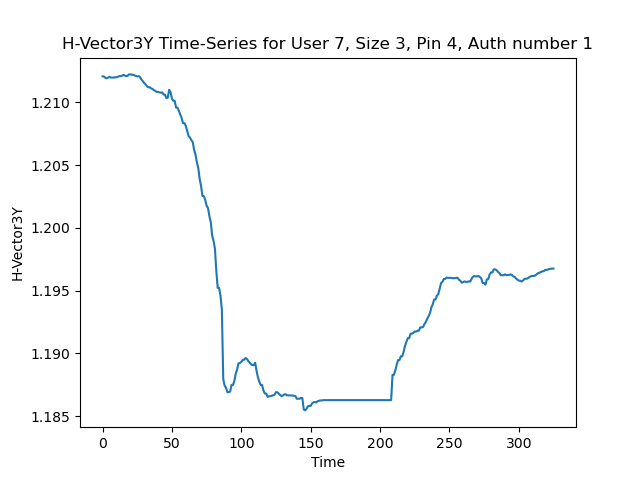 H-Vector3Y Time-Series for User 7, Size 3, Pin 4, Auth number 1
H-Vector3Y
1.210
1.205
1.200
1.195
1.190
1.185
0 50 100 150 200 250 300
Time